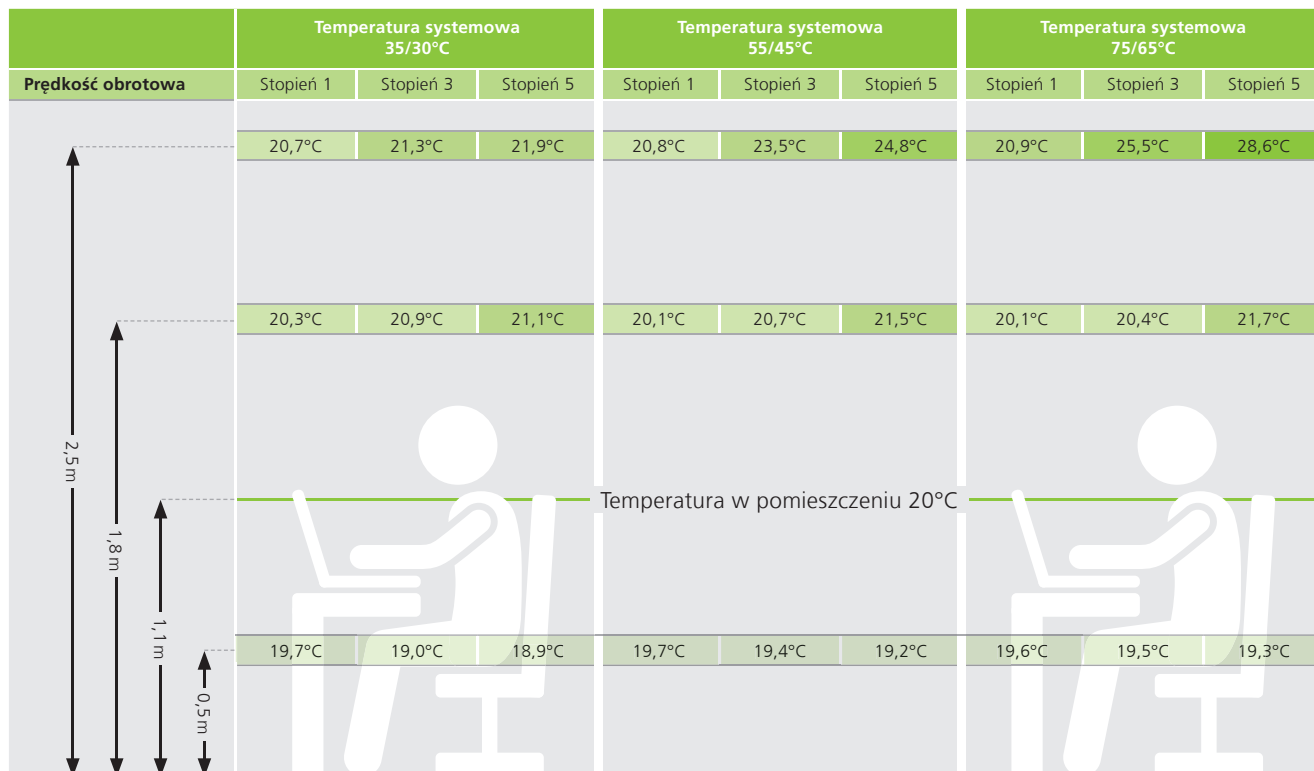 Temperatura systemowa
35/30°C
Temperatura systemowa
55/45°C
Temperatura systemowa
75/65°C
Prędkość obrotowa Stopień 1 Stopień 3 Stopień 5 Stopień 1 Stopień 3 Stopień 5 Stopień 1 Stopień 3 Stopień 5
20,7°C 21,3°C 21,9°C 20,8°C 23,5°C 24,8°C 20,9°C 25,5°C 28,6°C
20,3°C 20,9°C 21,1°C 20,1°C 20,7°C 21,5°C 20,1°C 20,4°C 21,7°C
2,5 m
Temperatura w pomieszczeniu 20°C
1,8 m
1,1 m
19,7°C 19,0°C 18,9°C 19,7°C 19,4°C 19,2°C 19,6°C 19,5°C 19,3°C
0,5 m